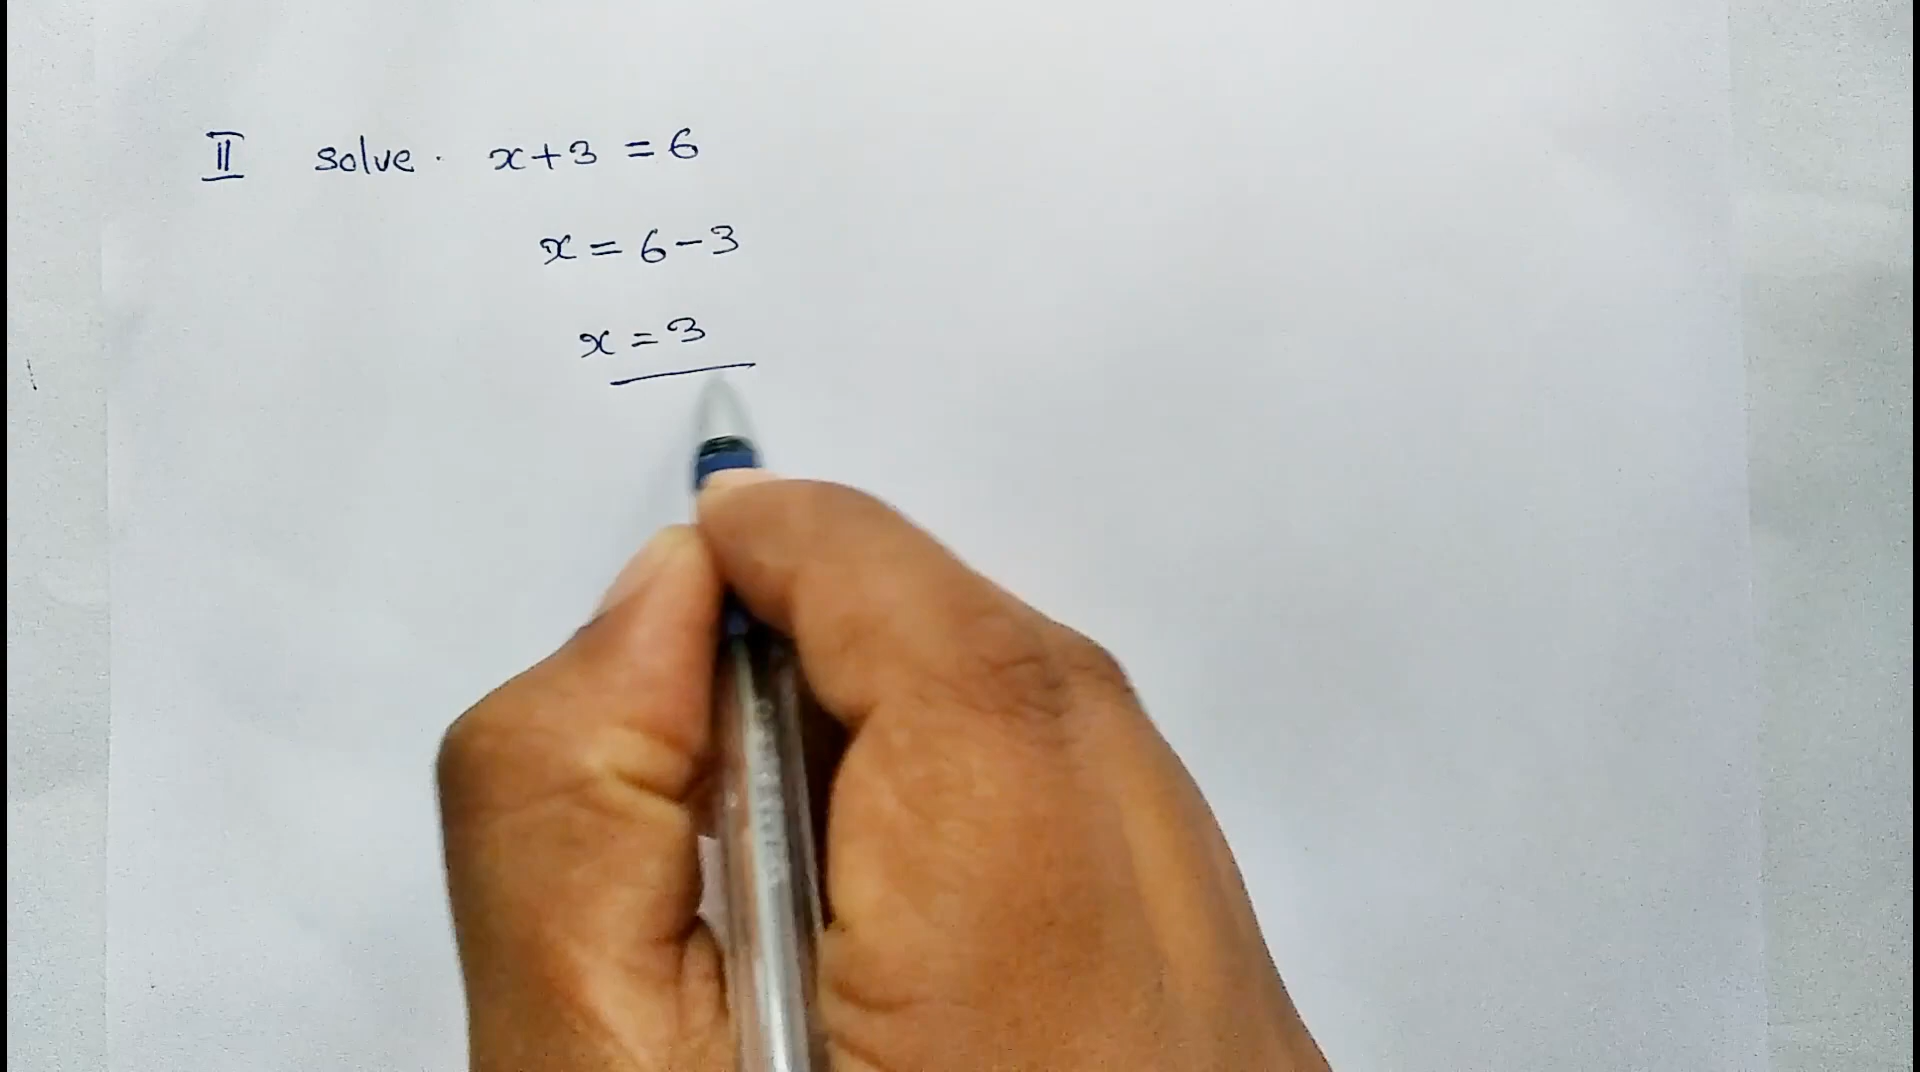 II solve. x+3 = 6
x = 6-3
x = 3